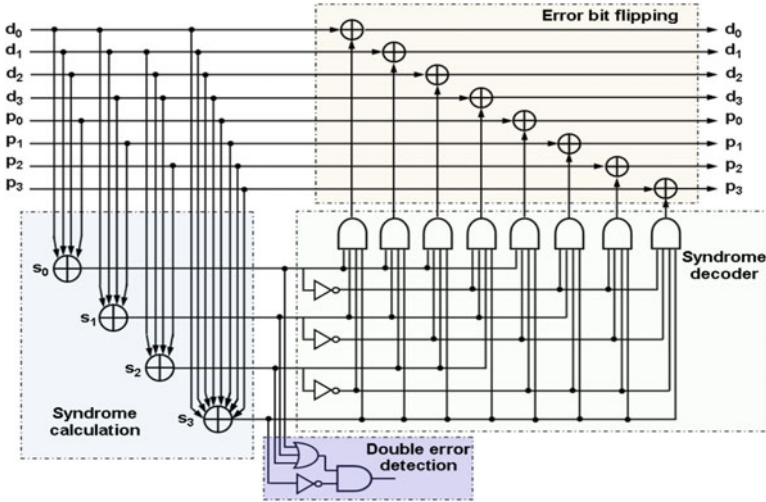 Error bit flipping
d0
d0
d1
d1
d2
d2
d3
d3
p0
p0
p1
p1
p2
p2
p3
p3
s0
Syndrome
decoder
s1
s2
s3
Syndrome
calculation
Double error
detection